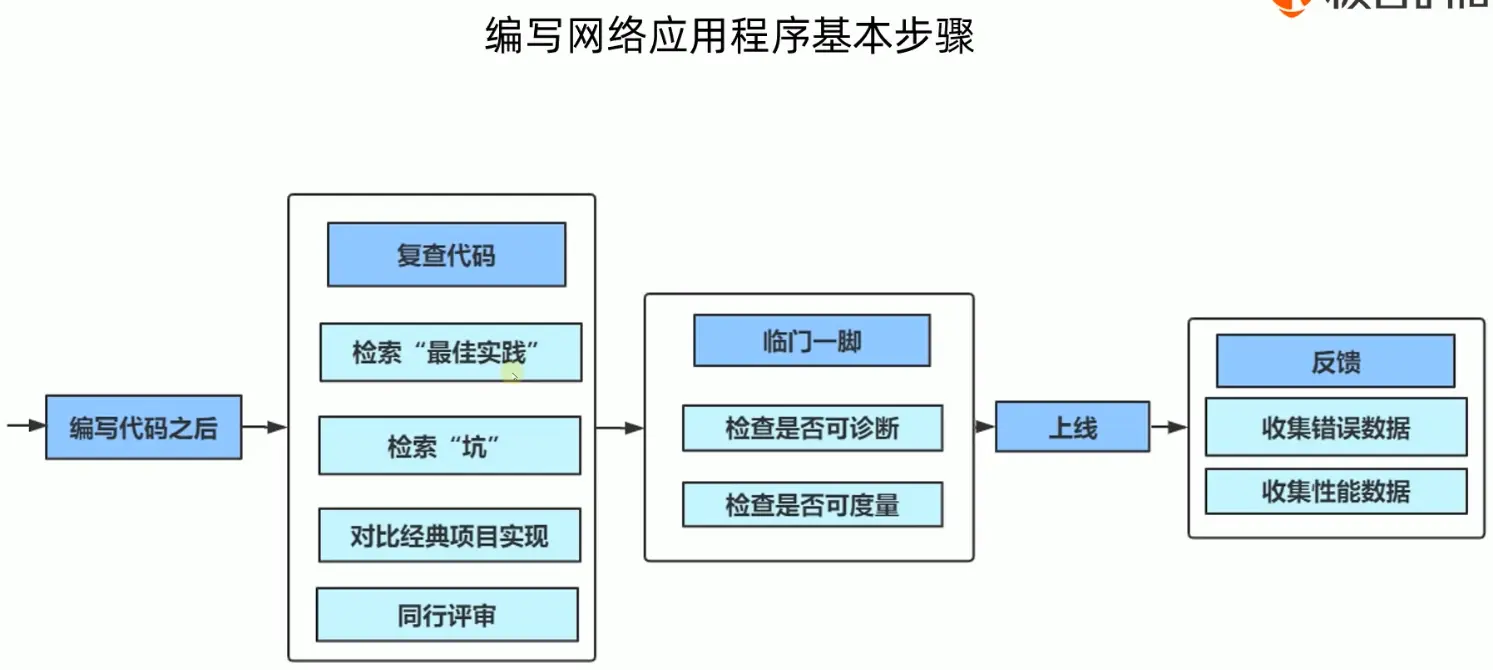 编写网络应用程序基本步骤
编写代码之后
复查代码
检索“最佳实践”
检索“坑”
对比经典项目实现
同行评审
临门一脚
检查是否可诊断
检查是否可度量
上线
反馈
收集错误数据
收集性能数据